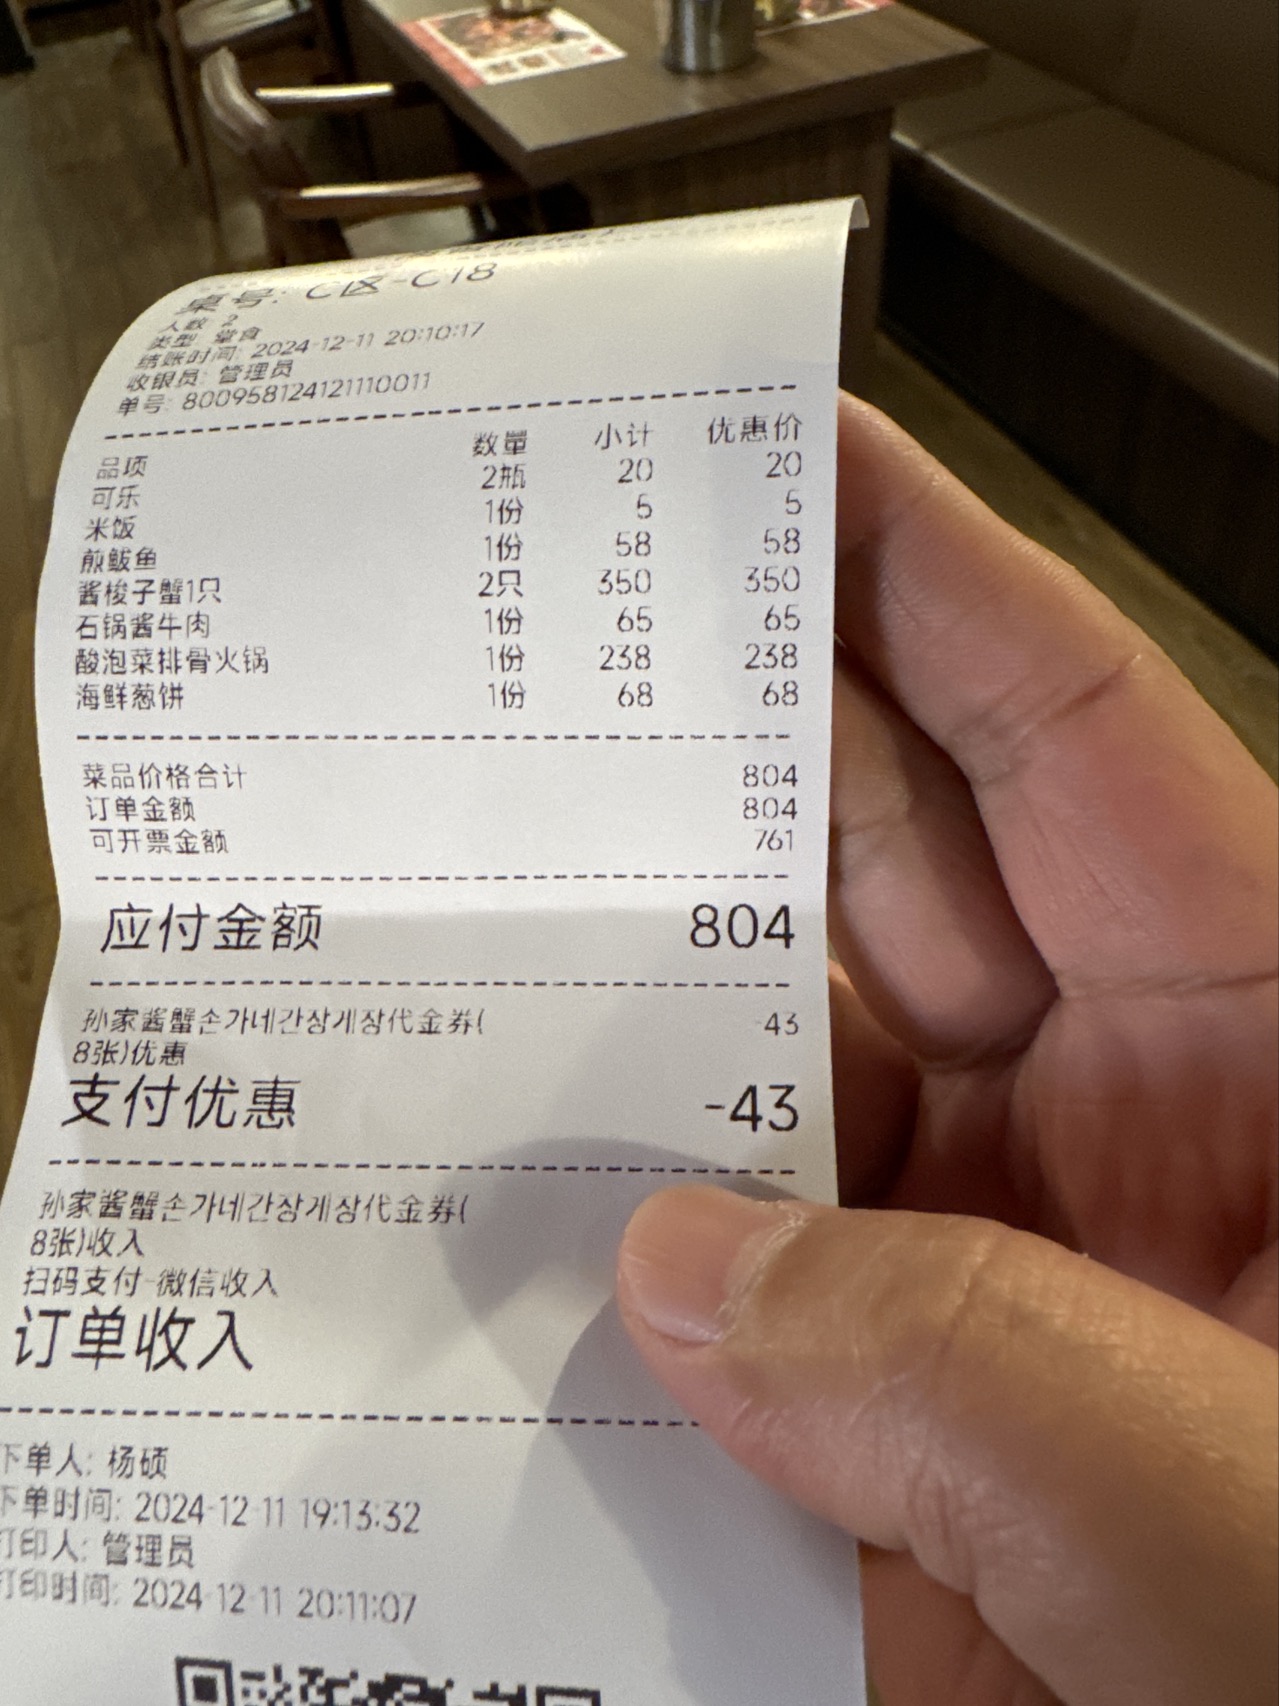 桌号: C区-C18
人数: 2
类型: 堂食
结账时间: 2024-12-11 20:10:17
收银员: 管理员
单号: 800958124121110011
品项 数量 小计 优惠价
可乐 2瓶 20 20
米饭 1份 5 5
煎鲅鱼 1份 58 58
酱梭子蟹1只 2只 350 350
石锅酱牛肉 1份 65 65
酸泡菜排骨火锅 1份 238 238
海鲜葱饼 1份 68 68
菜品价格合计 804
订单金额 804
可开票金额 761
应付金额 804
孙家酱蟹손가네간장게장代金券( -43
8张)优惠
支付优惠 -43
孙家酱蟹손가네간장게장代金券(
8张)收入
扫码支付-微信收入
订单收入
下单人: 杨硕
下单时间: 2024-12-11 19:13:32
打印人: 管理员
打印时间: 2024-12-11 20:11:07